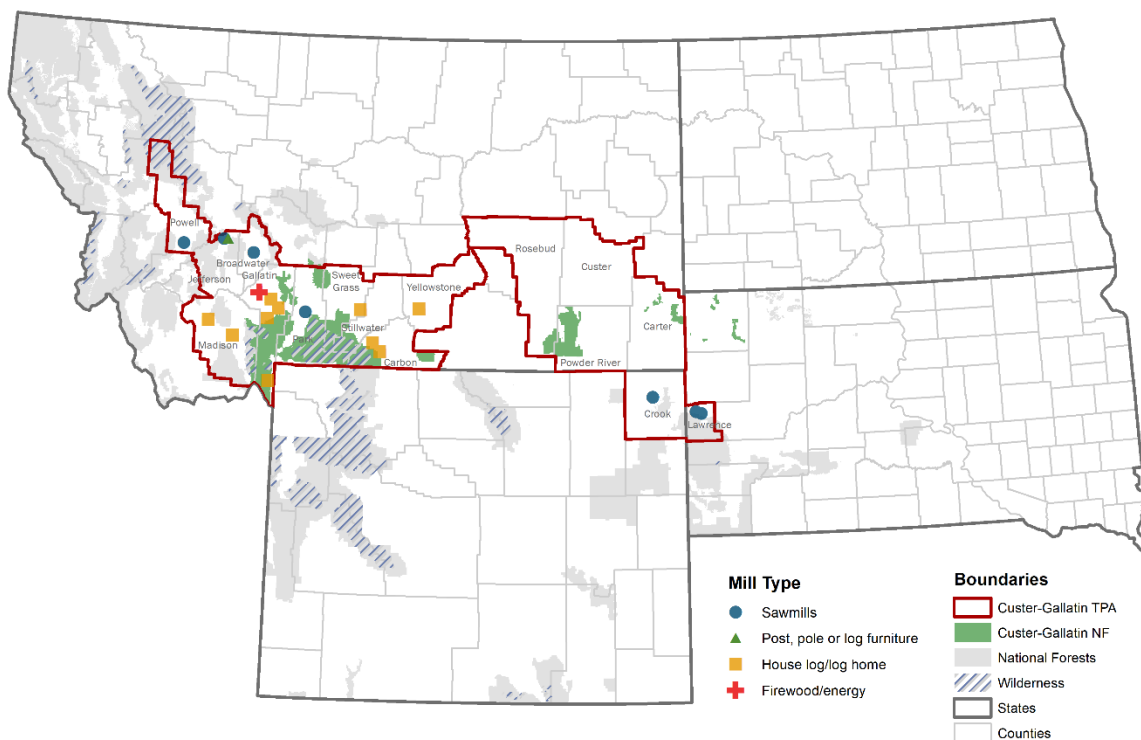 Powell
Broadwater
Jefferson
Gallatin
Sweet
Grass
Rosebud
Custer
Yellowstone
Madison
Park
Stillwater
Carbon
Carter
Powder River
Crook
Lawrence
Mill Type
Sawmills
Post, pole or log furniture
House log/log home
Firewood/energy
Boundaries
Custer-Gallatin TPA
Custer-Gallatin NF
National Forests
Wilderness
States
Counties